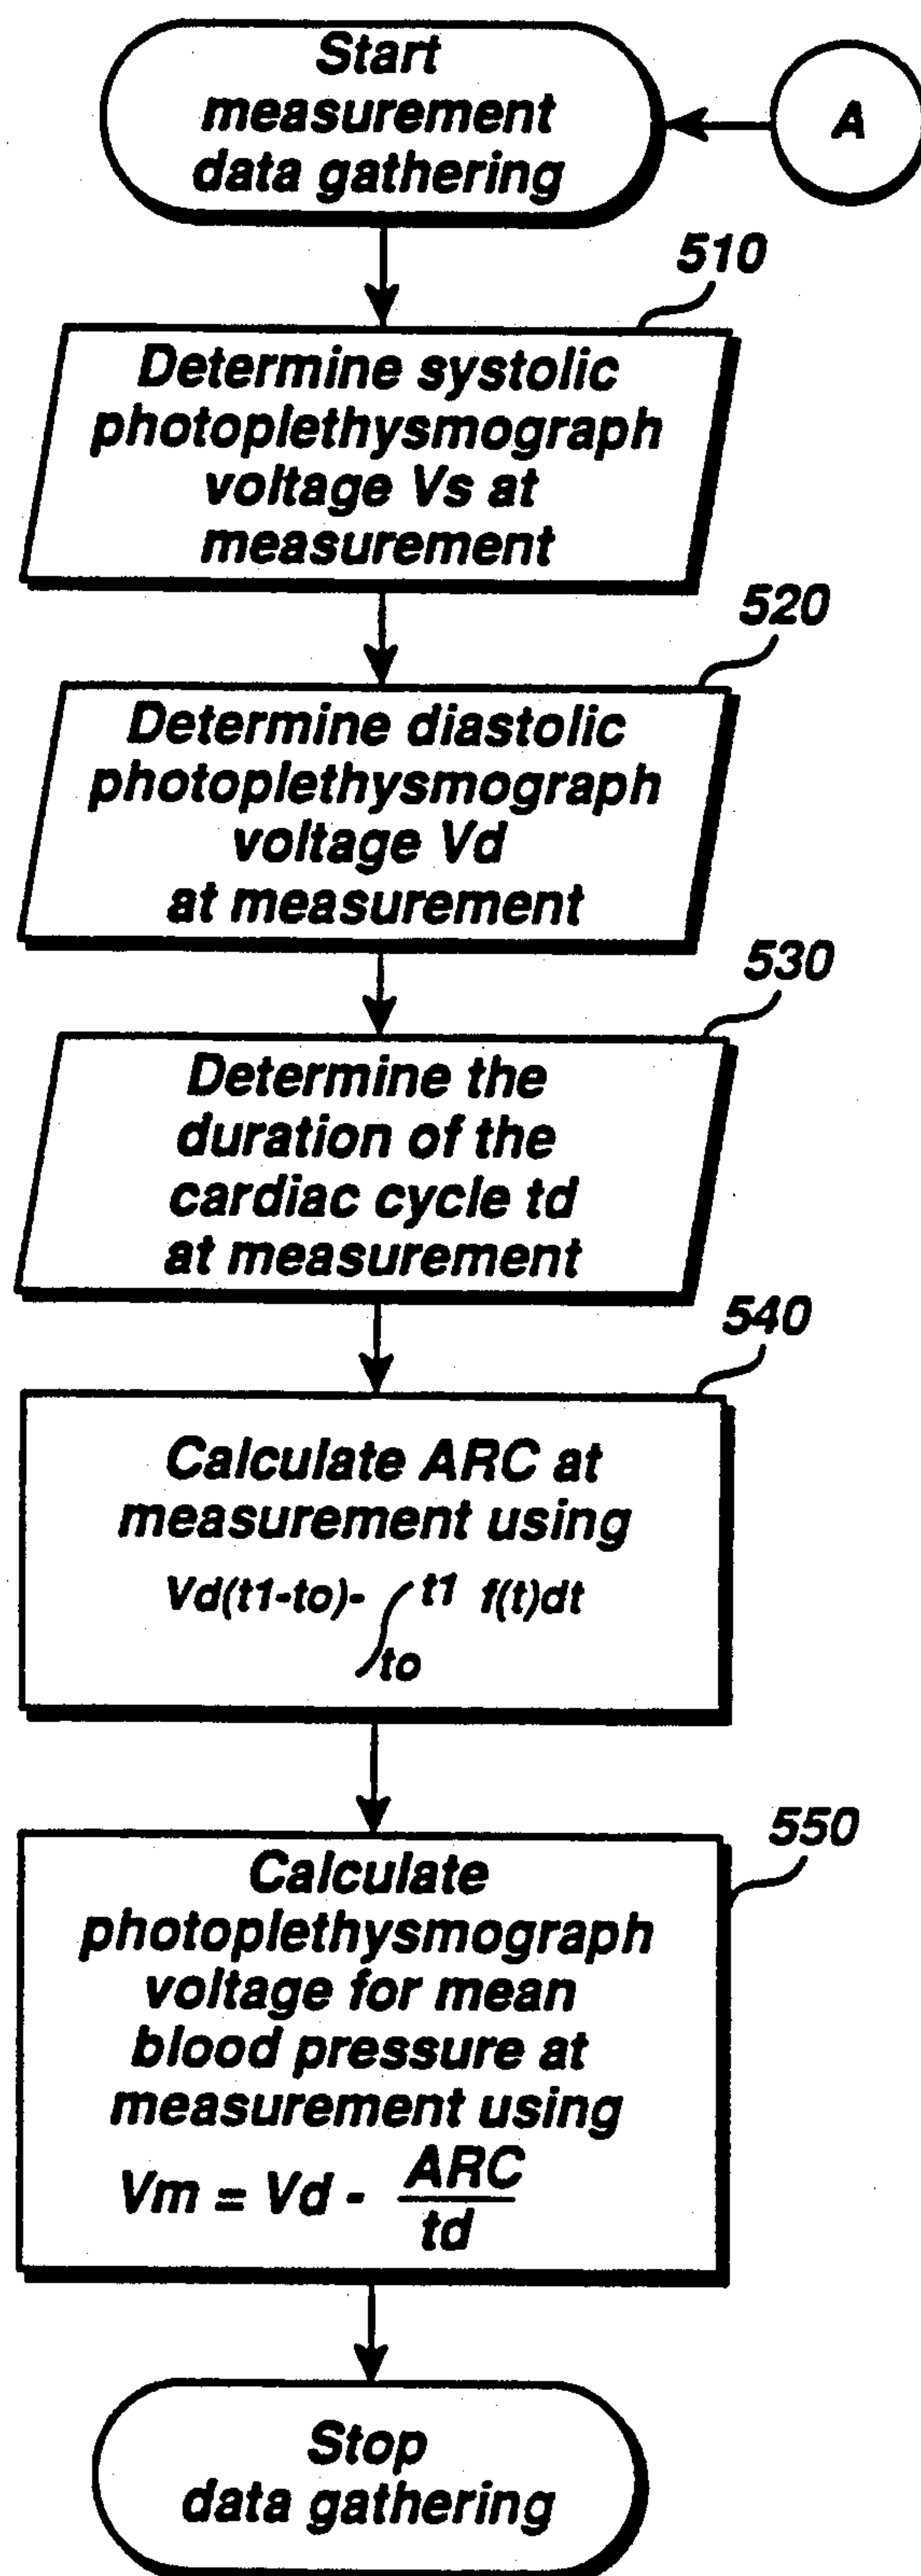 Start
measurement
data gathering
A
510
Determine systolic
photoplethysmograph
voltage Vs at
measurement
520
Determine diastolic
photoplethysmograph
voltage Vd
at measurement
530
Determine the
duration of the
cardiac cycle td
at measurement
540
Calculate ARC at
measurement using
Vd(t1-to)- ∫ t1 f(t)dt
to
550
Calculate
photoplethysmograph
voltage for mean
blood pressure at
measurement using
Vm = Vd - ARC
td
Stop
data gathering